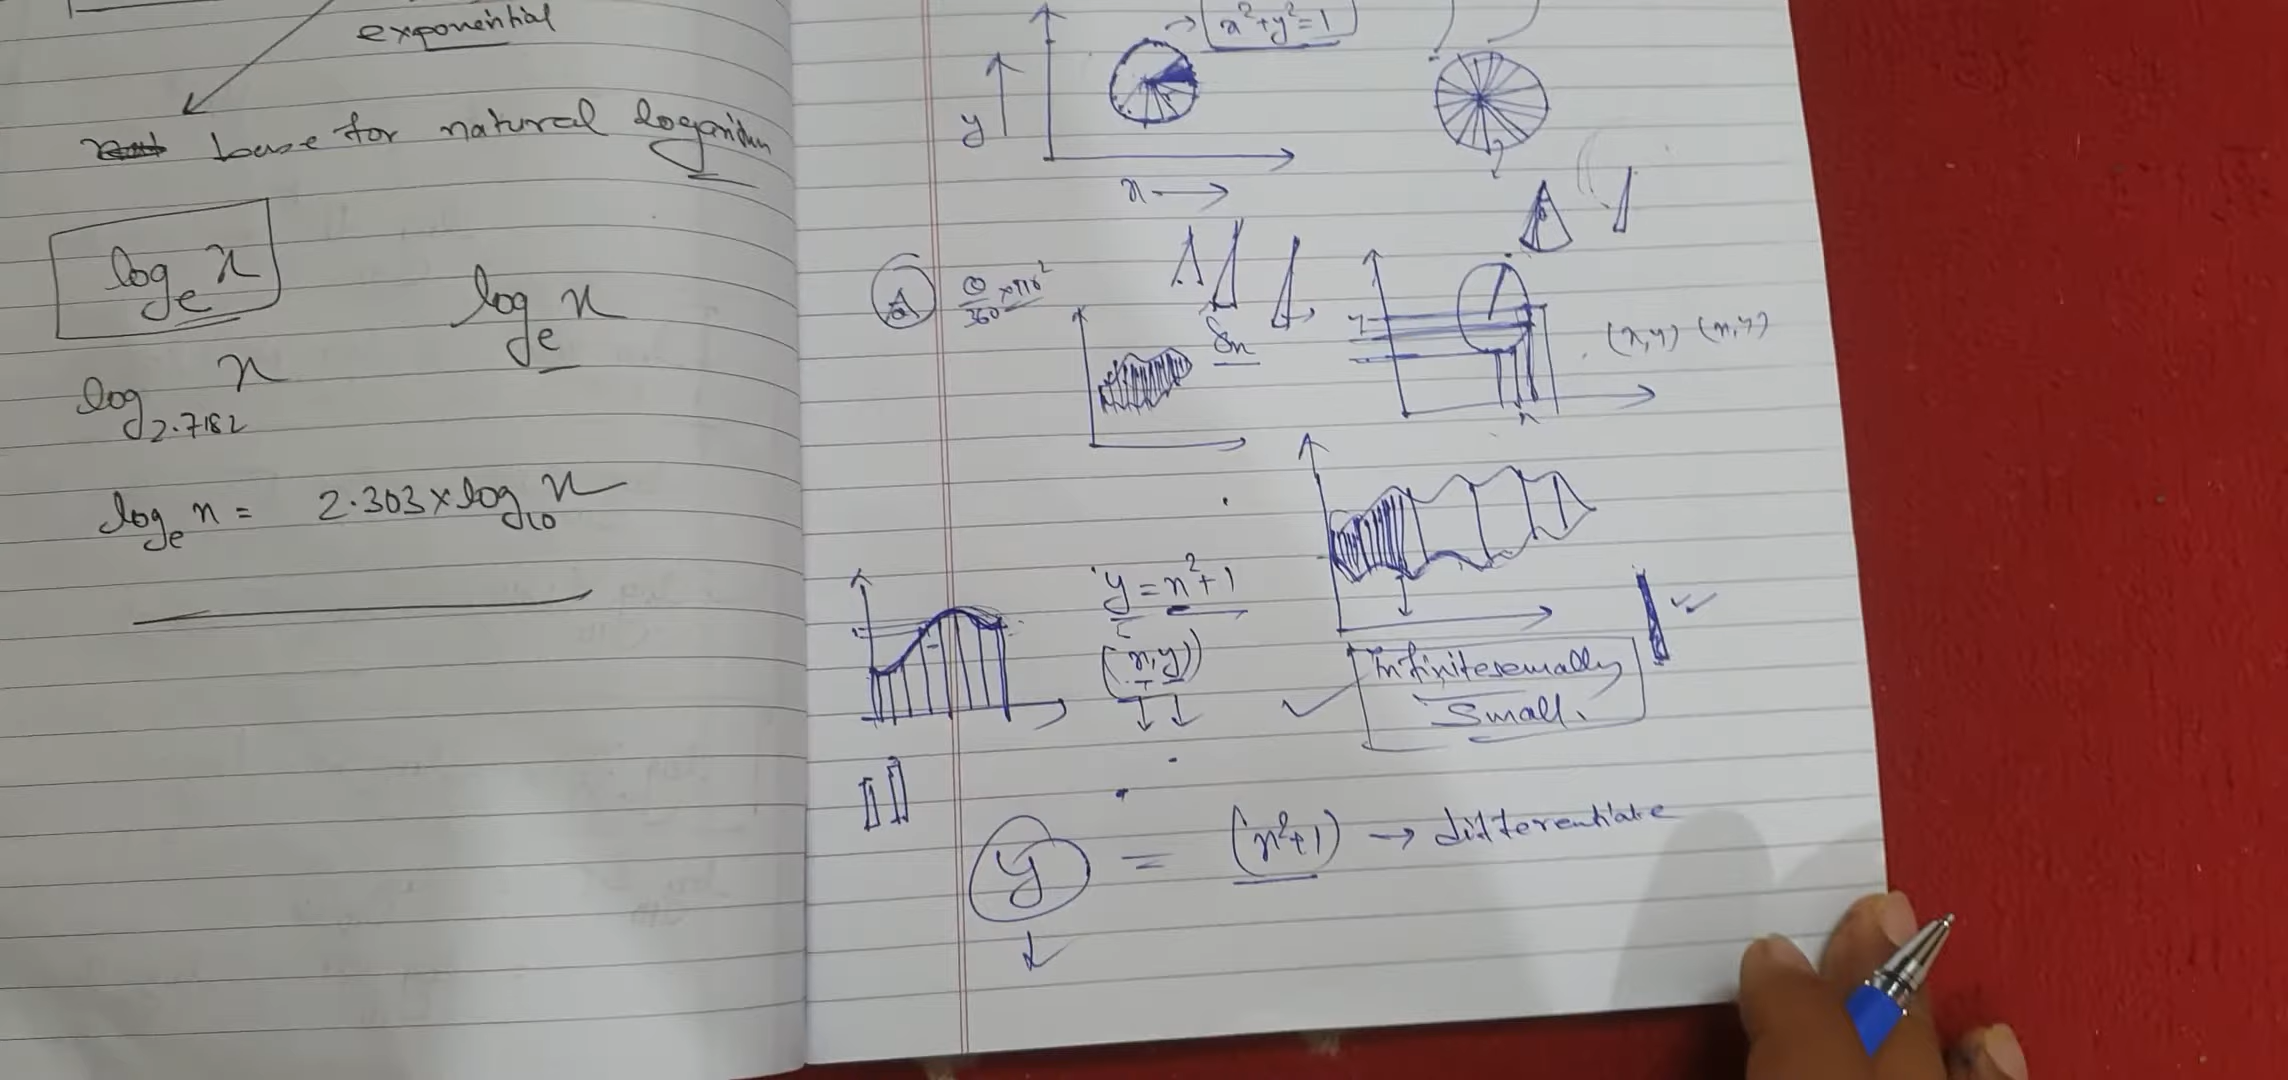 exponential
base for natural logarithm
logₑ x
logₑ x
log₂.₇₁₈₂ x
logₑ x = 2.303 × log₁₀ x
x² + y² = 1
y
x
A
θ/360 × πr²
δx
y
(x,y) (x,y)
x
y = x² + 1
(x,y)
Infinitesemally
Small.
y = (x²+1) → differentiate